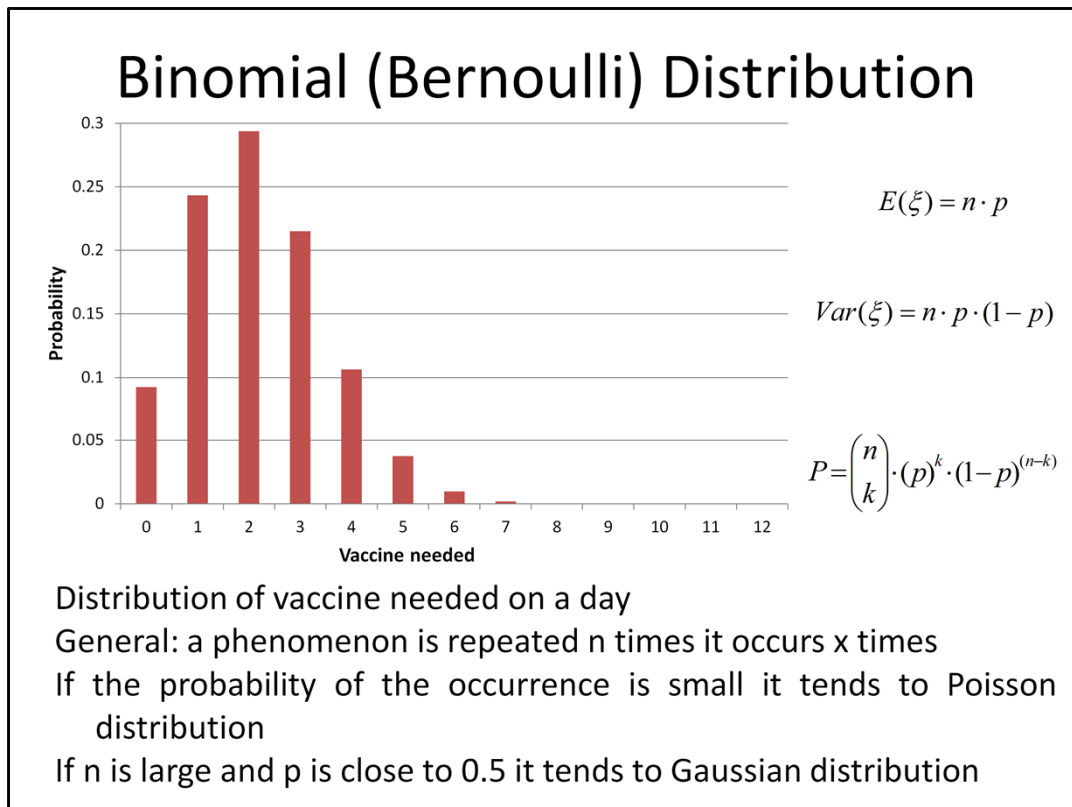 Binomial (Bernoulli) Distribution
0.3
0.25
0.2
0.15
0.1
0.05
0
Probability
0 1 2 3 4 5 6 7 8 9 10 11 12
Vaccine needed
E(ξ) = n · p
Var(ξ) = n · p · (1 − p)
P = (n k) · (p)^k · (1 − p)^(n−k)
Distribution of vaccine needed on a day
General: a phenomenon is repeated n times it occurs x times
If the probability of the occurrence is small it tends to Poisson
distribution
If n is large and p is close to 0.5 it tends to Gaussian distribution